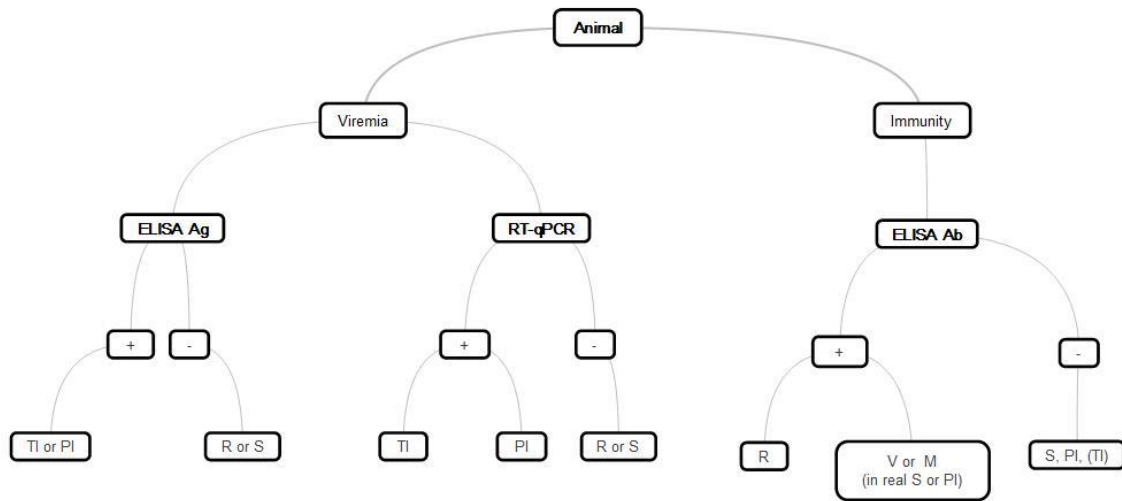 Animal
Viremia
Immunity
ELISA Ag
RT-qPCR
ELISA Ab
+
-
+
-
+
-
TI or PI
R or S
TI
PI
R or S
R
V or M
(in real S or PI)
S, PI, (TI)